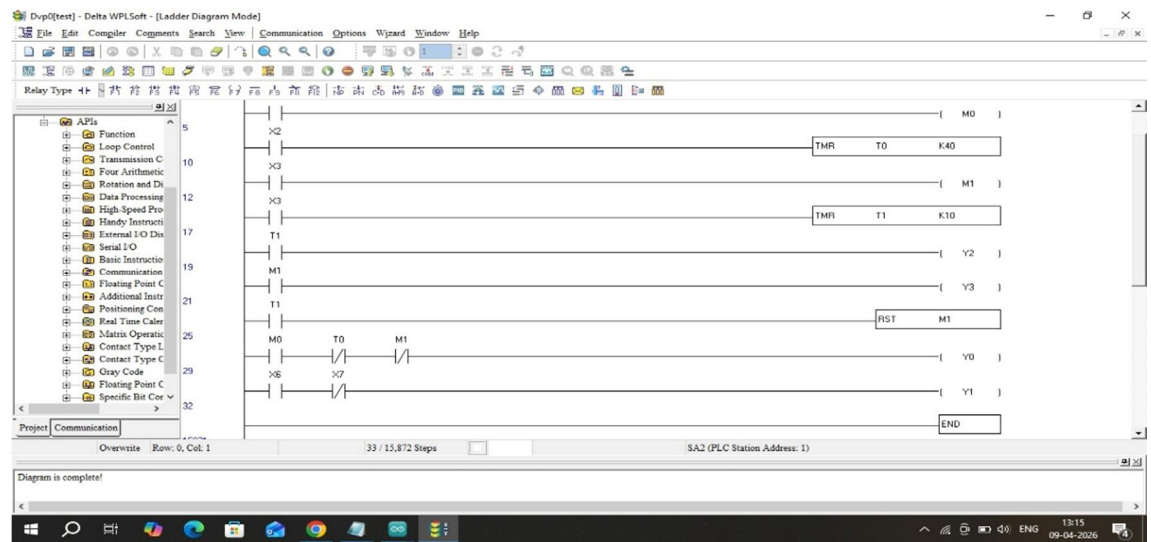 Dvp0[test] - Delta WPLSoft - [Ladder Diagram Mode]
File Edit Compiler Comments Search View Communication Options Wizard Window Help
1
Relay Type
APIs
Function
Loop Control
Transmission C
Four Arithmetic
Rotation and Di
Data Processing
High-Speed Pro
Handy Instructi
External I/O Dis
Serial I/O
Basic Instructio
Communication
Floating Point C
Additional Instr
Positioning Con
Real Time Caler
Matrix Operatic
Contact Type L
Contact Type C
Gray Code
Floating Point C
Specific Bit Cor
Project Communication
M0
5
X2
TMR T0 K40
10
X3
M1
12
X3
TMR T1 K10
17
T1
Y2
19
M1
Y3
21
T1
RST M1
25
M0 T0 M1
Y0
29
X6 X7
Y1
32
END
Overwrite Row: 0, Col: 1 33 / 15,872 Steps SA2 (PLC Station Address: 1)
Diagram is complete!
ENG 13:15
09-04-2026
4